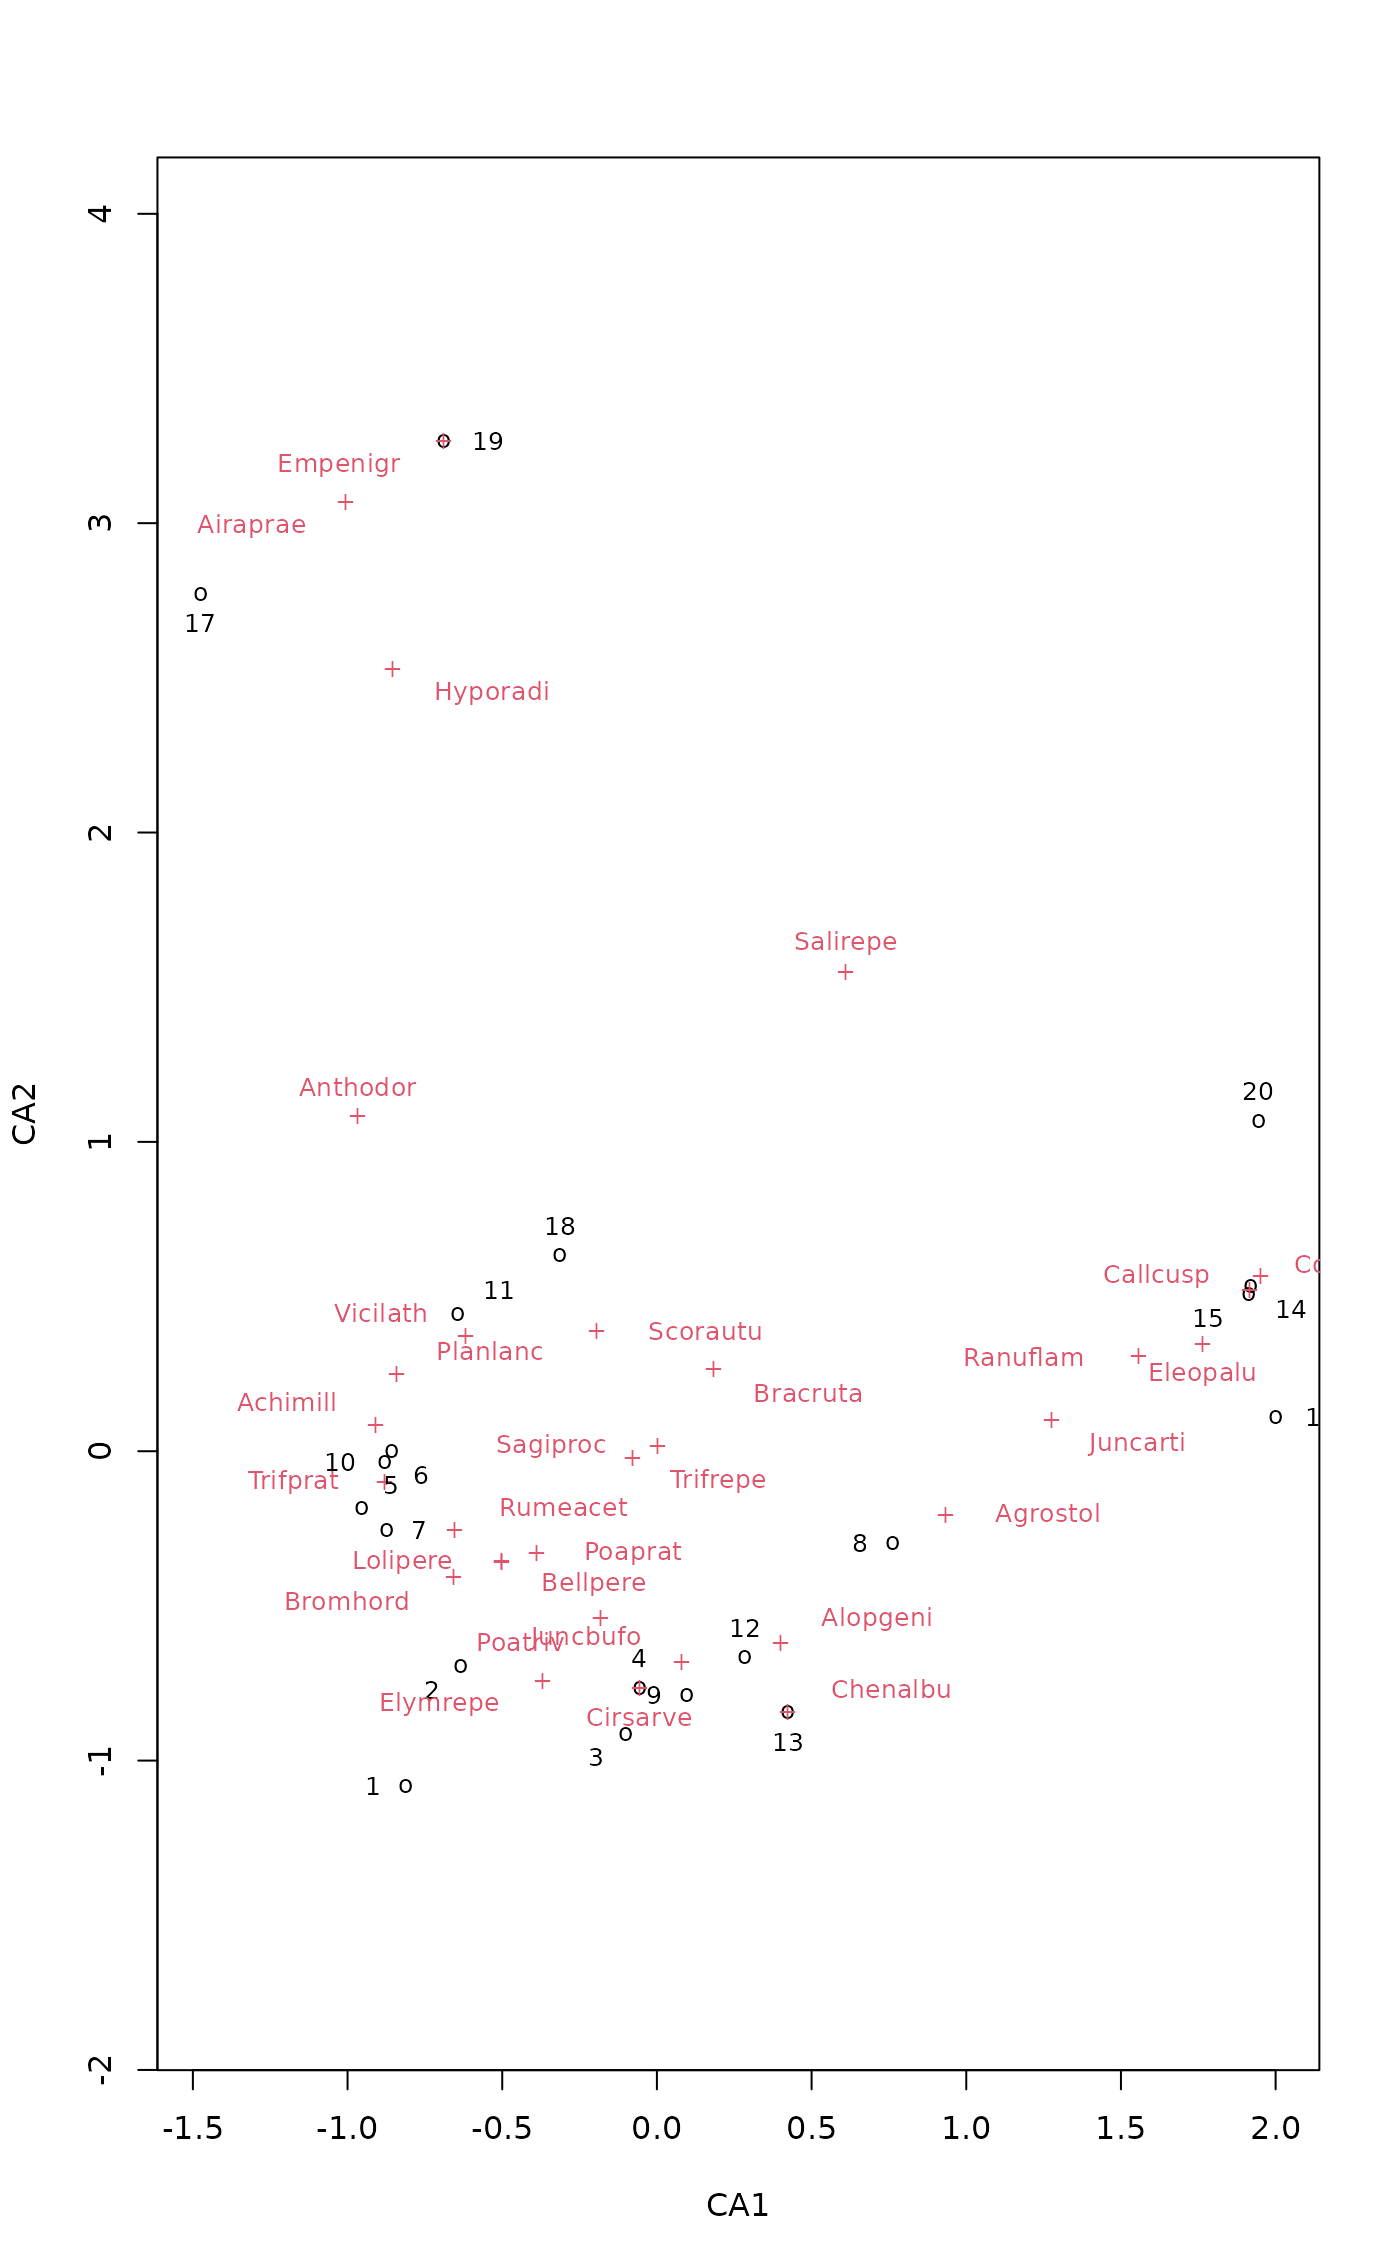 4
19
Empenigr
3
Airaprae
17
Hyporadi
2
Salirepe
Anthodor
20
CA2
1
18
Callcusp
11
14
Vicilath
15
Scorautu
Planlanc
Ranuflam
Eleopalu
Bracruta
Achimill
1
Juncarti
Sagiproc
0
10
6
Trifprat
5
Trifrepe
Rumeacet
Agrostol
7
8
Lolipere
Poaprat
Bellpere
Bromhord
Alopgeni
12
Juncbufo
Poatriv
4
Chenalbu
2
9
Elymrepe
Cirsarve
13
3
-1
1
-2
-1.5 -1.0 -0.5 0.0 0.5 1.0 1.5 2.0
CA1